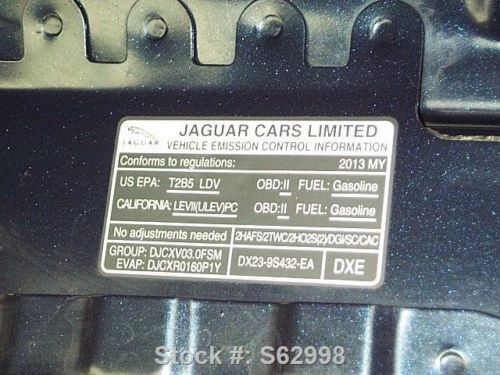 JAGUAR CARS LIMITED
JAGUAR
VEHICLE EMISSION CONTROL INFORMATION
Conforms to regulations: 2013 MY
US EPA: T2B5 LDV OBD:II FUEL: Gasoline
CALIFORNIA: LEVII(ULEV)PC OBD:II FUEL: Gasoline
No adjustments needed 2HAFS/2TWC/2HO2S(2)/DGI/SC/CAC
GROUP: DJCXV03.0FSM
EVAP: DJCXR0160P1Y
DX23-9S432-EA DXE
Stock #: S62998